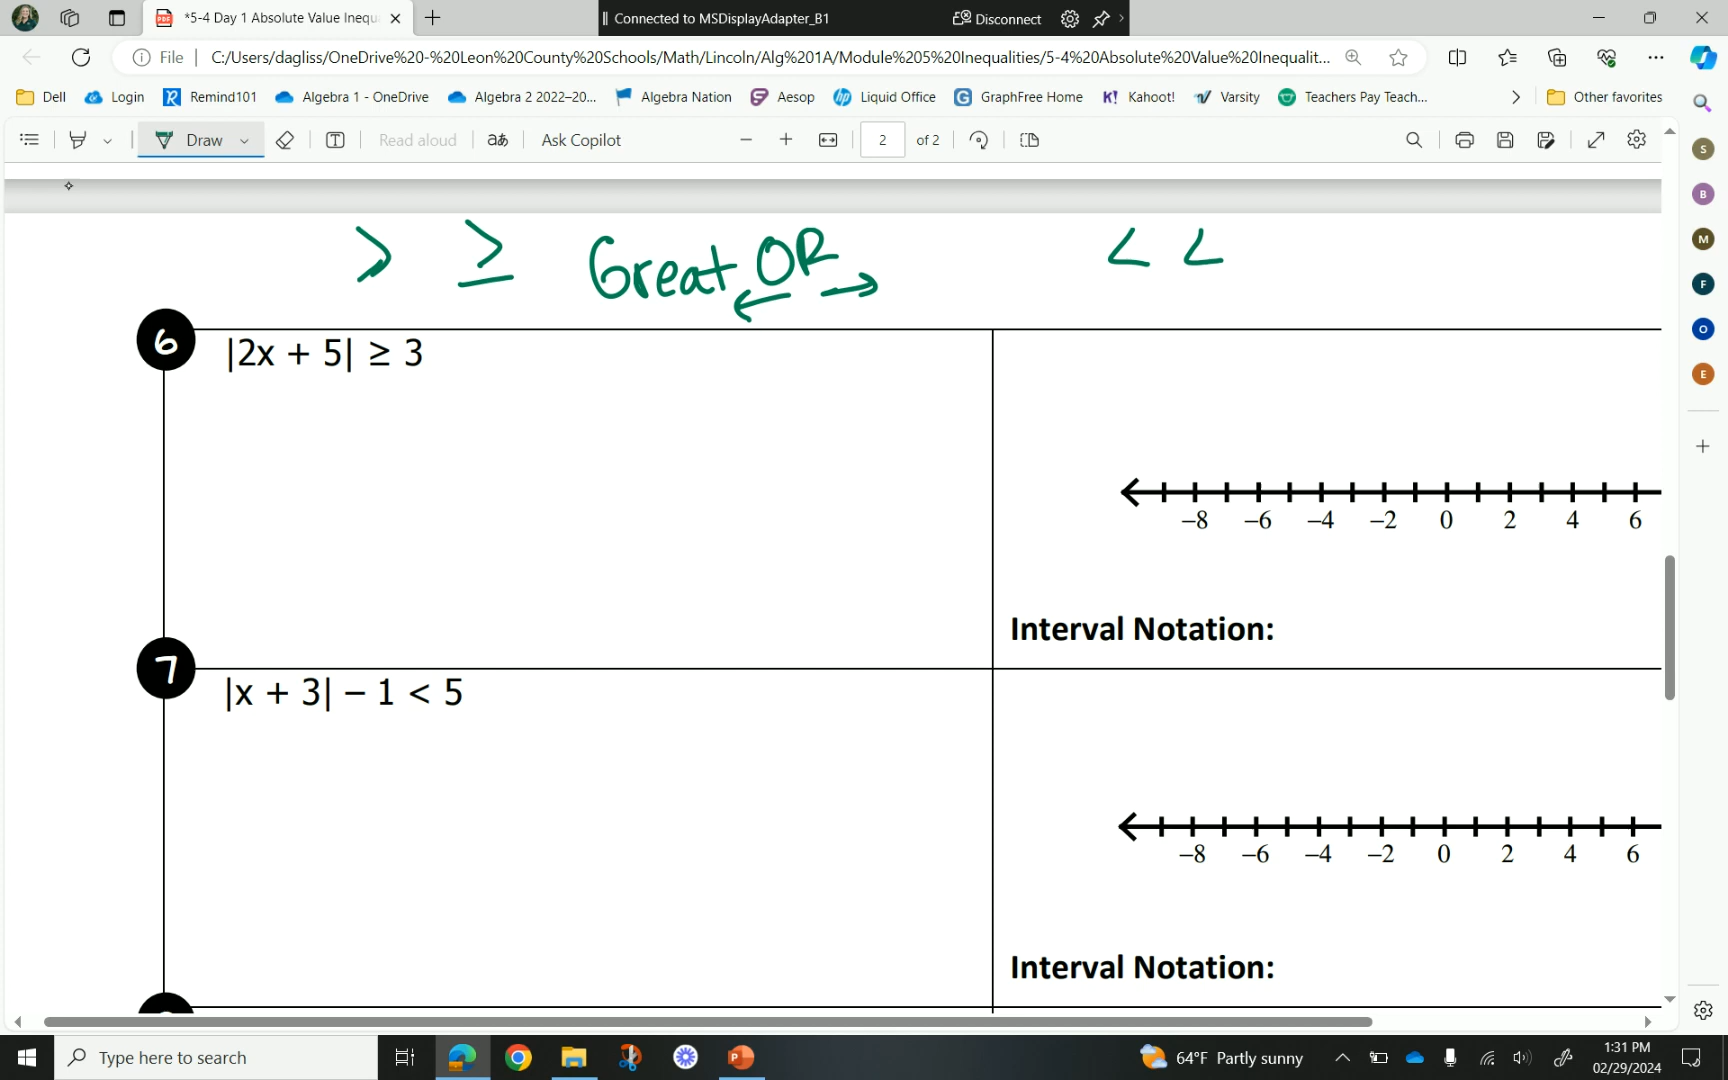 *5-4 Day 1 Absolute Value Inequ
Connected to MSDisplayAdapter_B1
Disconnect
File
C:/Users/dagliss/OneDrive%20-%20Leon%20County%20Schools/Math/Lincoln/Alg%201A/Module%205%20Inequalities/5-4%20Absolute%20Value%20Inequalit...
Dell Login Remind101 Algebra 1 - OneDrive Algebra 2 2022–20... Algebra Nation Aesop Liquid Office GraphFree Home Kahoot! Varsity Teachers Pay Teach... Other favorites
Draw Read aloud aあ Ask Copilot 2 of 2
> ≥ Great OR < <
6 |2x + 5| ≥ 3
−8 −6 −4 −2 0 2 4 6
Interval Notation:
7 |x + 3| − 1 < 5
−8 −6 −4 −2 0 2 4 6
Interval Notation:
S
B
M
F
O
E
Type here to search
64°F Partly sunny
1:31 PM
02/29/2024